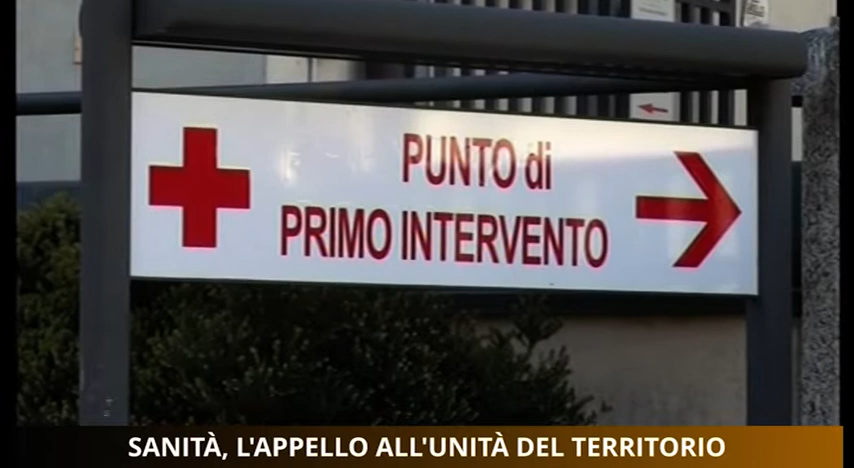 PUNTO di
PRIMO INTERVENTO
SANITÀ, L'APPELLO ALL'UNITÀ DEL TERRITORIO